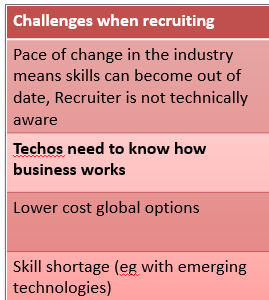 Challenges when recruiting
Pace of change in the industry
means skills can become out of
date, Recruiter is not technically
aware
Techos need to know how
business works
Lower cost global options
Skill shortage (eg with emerging
technologies)